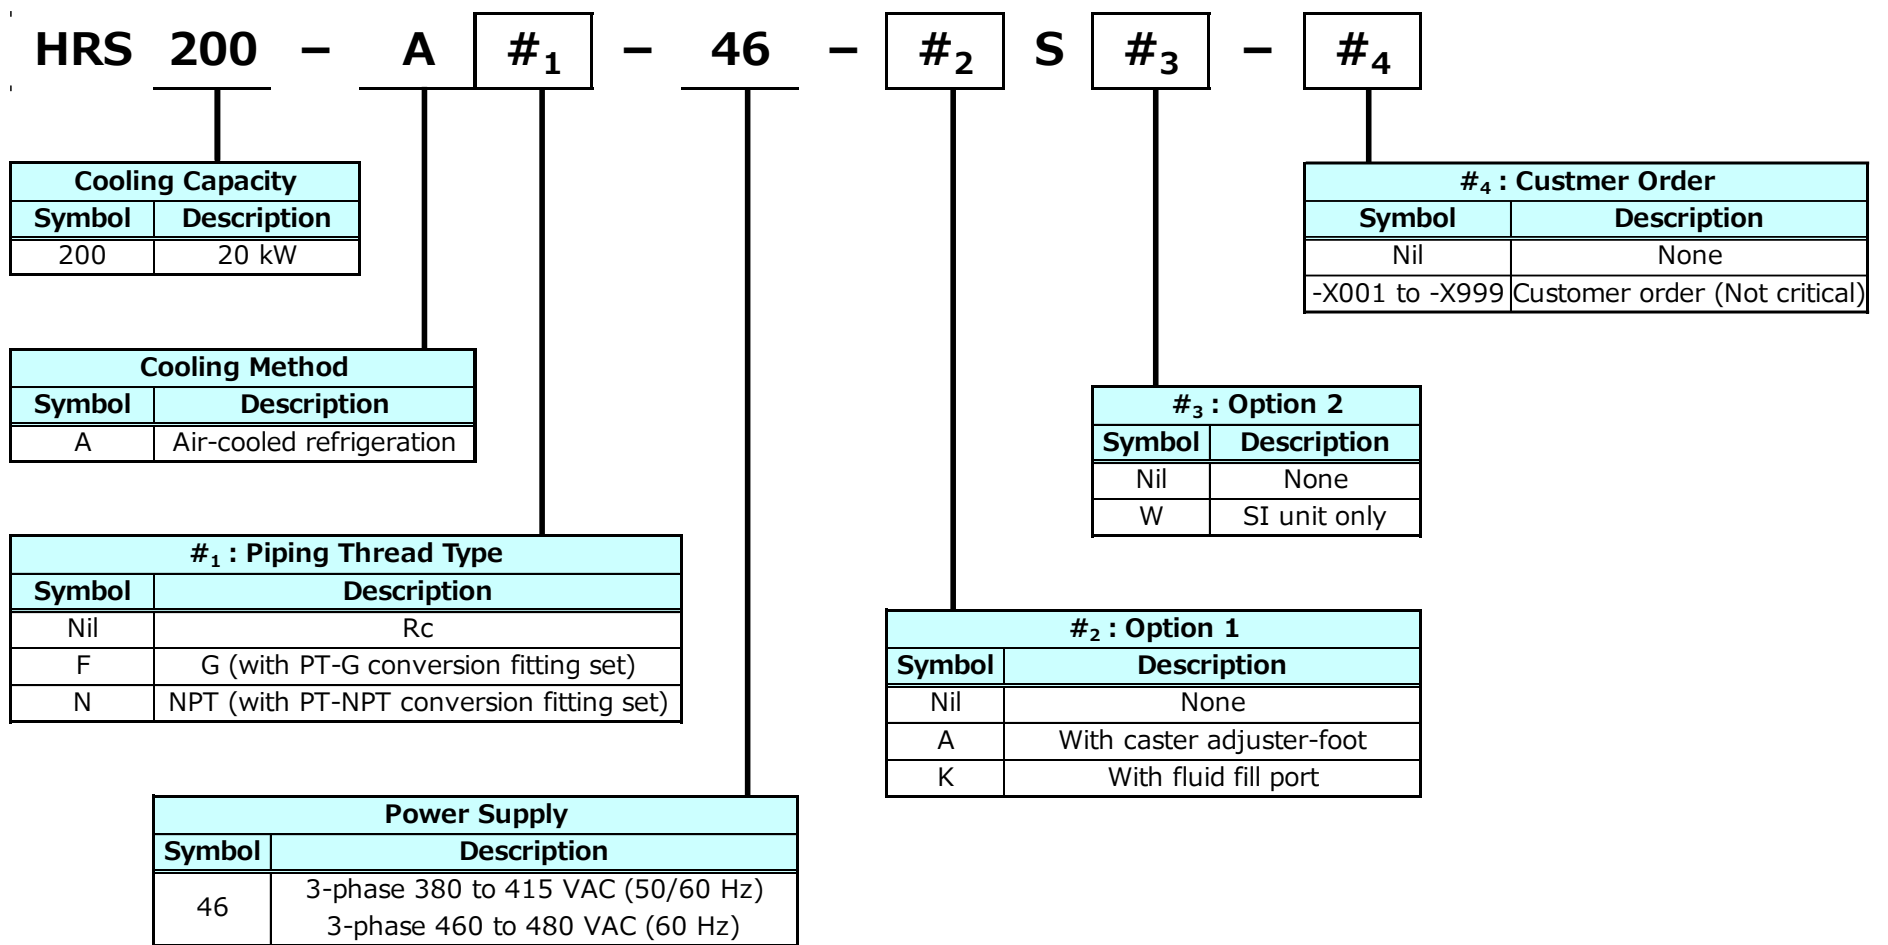 HRS 200 – A #1 – 46 – #2 S #3 – #4
Cooling Capacity
Symbol Description
200 20 kW
#4 : Custmer Order
Symbol Description
Nil None
-X001 to -X999 Customer order (Not critical)
Cooling Method
Symbol Description
A Air-cooled refrigeration
#3 : Option 2
Symbol Description
Nil None
W SI unit only
#1 : Piping Thread Type
Symbol Description
Nil Rc
F G (with PT-G conversion fitting set)
N NPT (with PT-NPT conversion fitting set)
#2 : Option 1
Symbol Description
Nil None
A With caster adjuster-foot
K With fluid fill port
Power Supply
Symbol Description
46 3-phase 380 to 415 VAC (50/60 Hz)
3-phase 460 to 480 VAC (60 Hz)